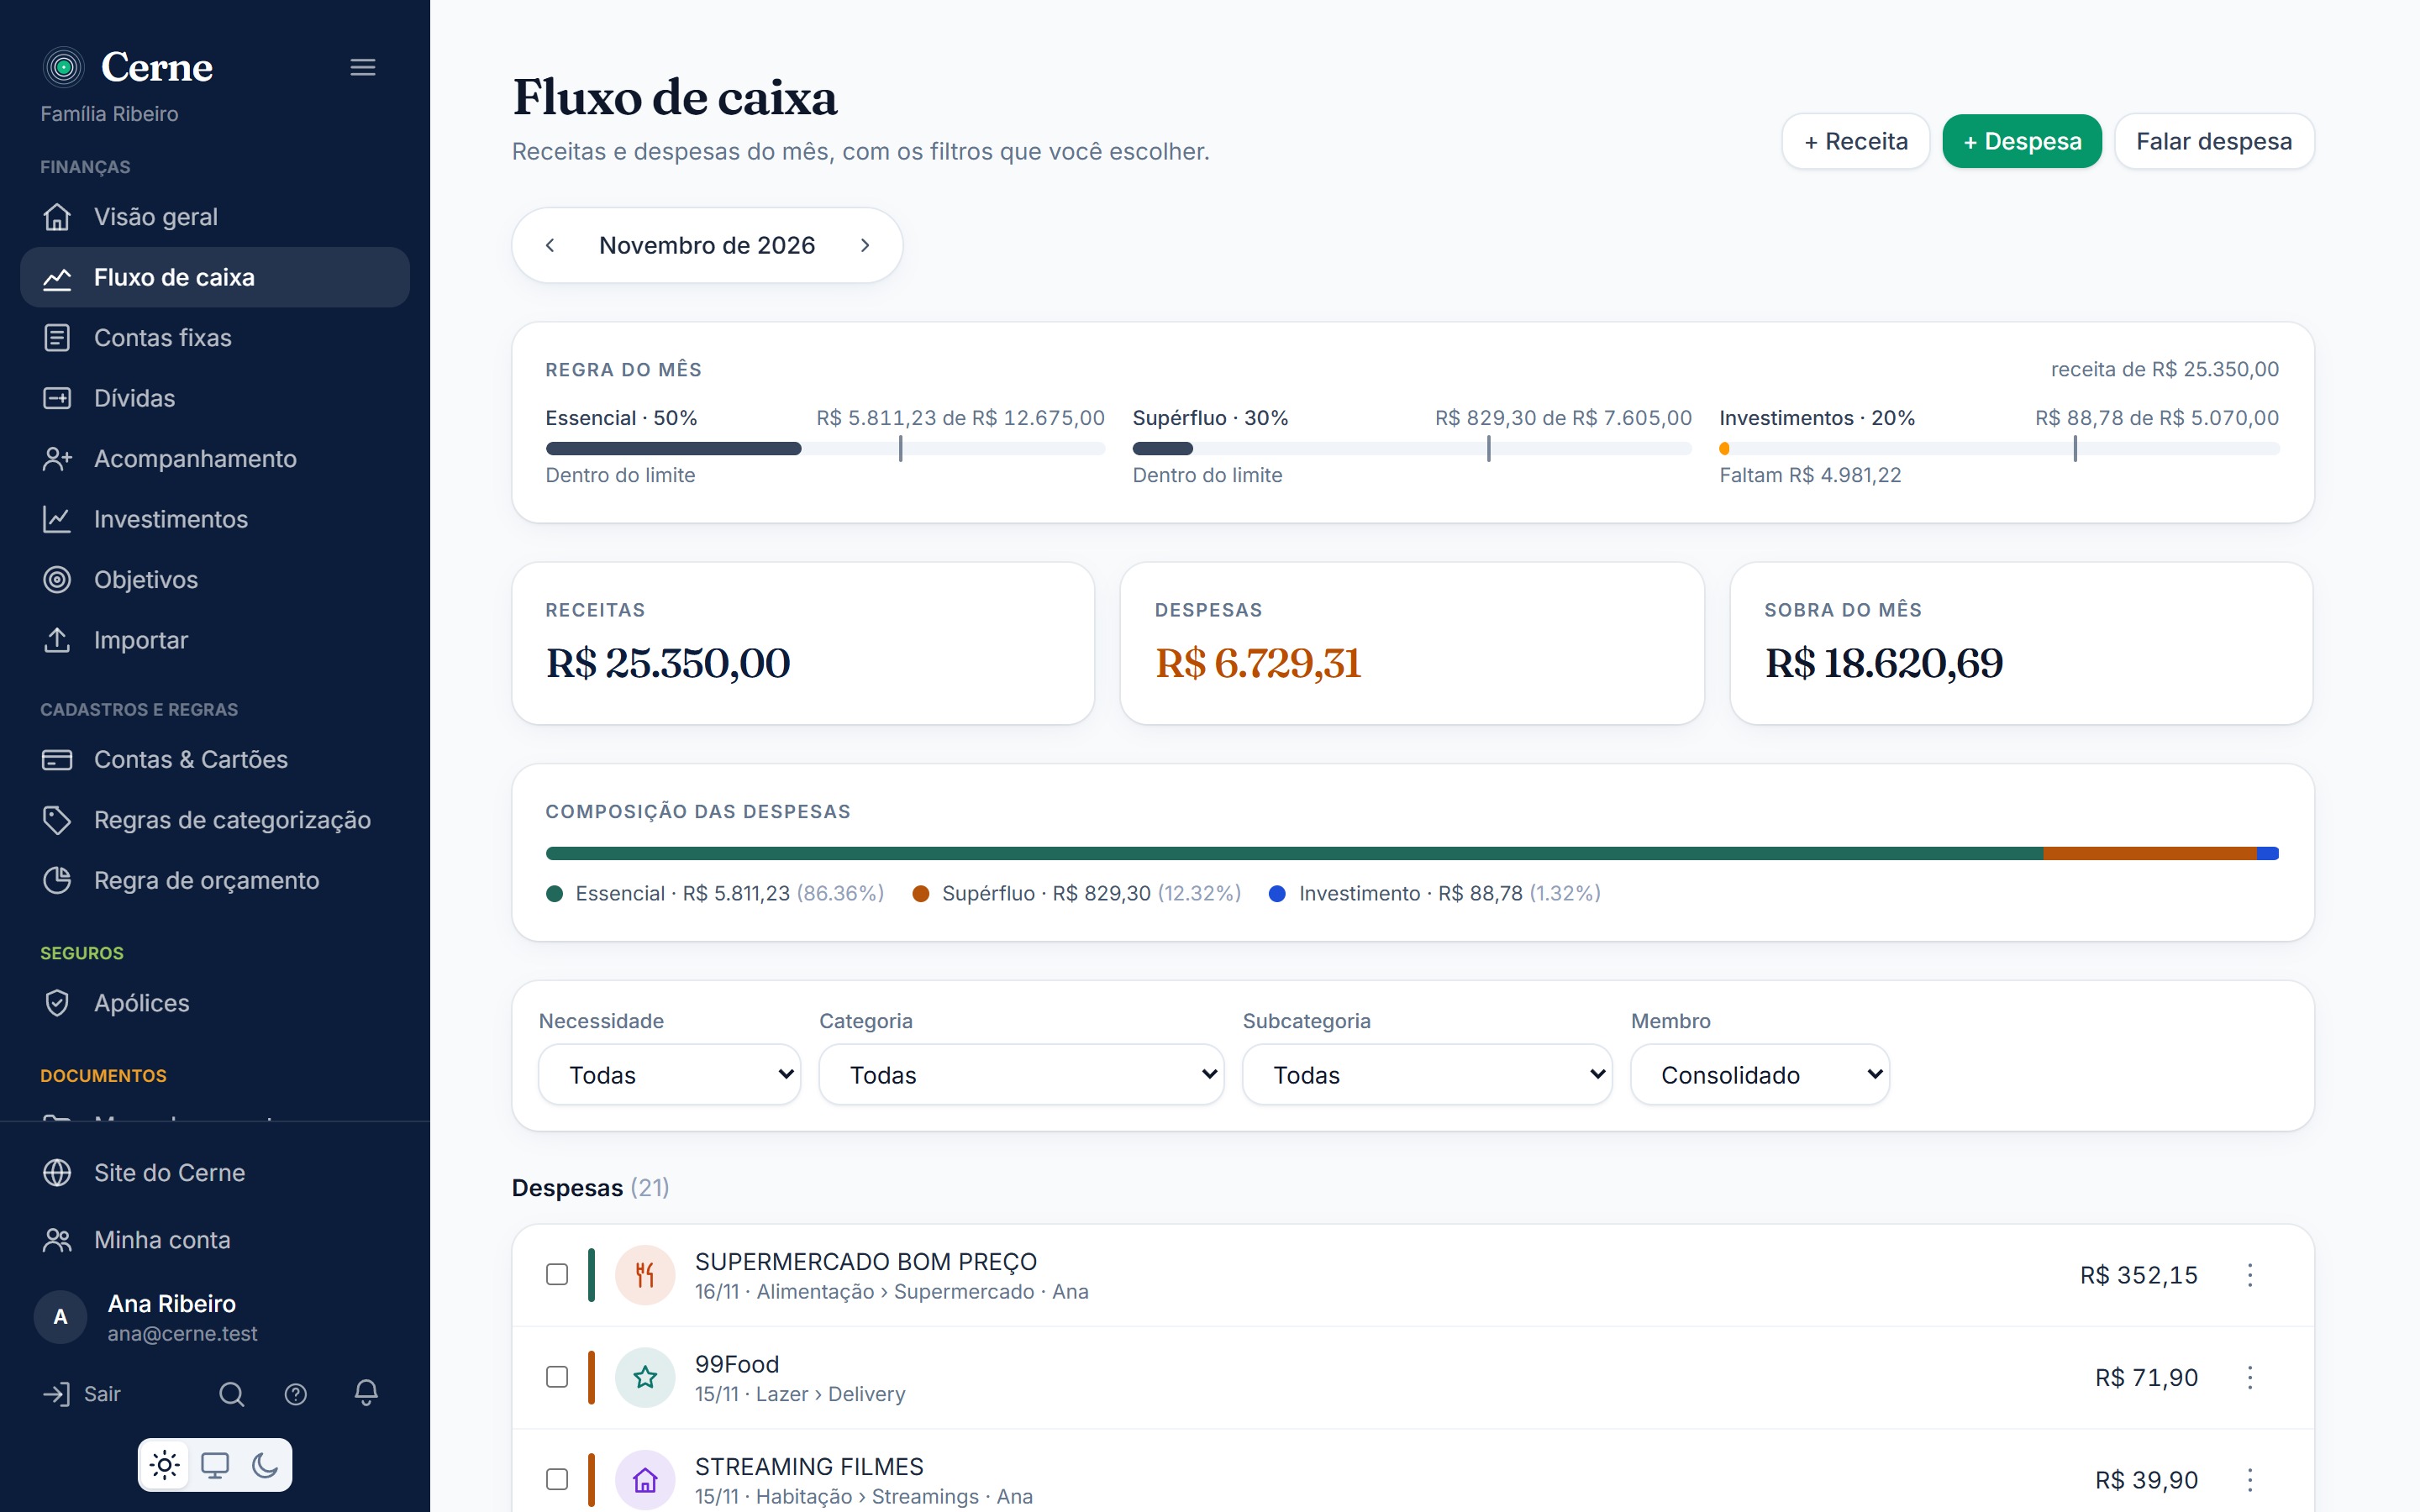 Cerne
Família Ribeiro
FINANÇAS
Visão geral
Fluxo de caixa
Contas fixas
Dívidas
Acompanhamento
Investimentos
Objetivos
Importar
CADASTROS E REGRAS
Contas & Cartões
Regras de categorização
Regra de orçamento
SEGUROS
Apólices
DOCUMENTOS
Site do Cerne
Minha conta
A
Ana Ribeiro
ana@cerne.test
Sair
Fluxo de caixa
Receitas e despesas do mês, com os filtros que você escolher.
+ Receita
+ Despesa
Falar despesa
Novembro de 2026
REGRA DO MÊS
receita de R$ 25.350,00
Essencial · 50%
R$ 5.811,23 de R$ 12.675,00
Dentro do limite
Supérfluo · 30%
R$ 829,30 de R$ 7.605,00
Dentro do limite
Investimentos · 20%
R$ 88,78 de R$ 5.070,00
Faltam R$ 4.981,22
RECEITAS
R$ 25.350,00
DESPESAS
R$ 6.729,31
SOBRA DO MÊS
R$ 18.620,69
COMPOSIÇÃO DAS DESPESAS
Essencial · R$ 5.811,23 (86.36%)
Supérfluo · R$ 829,30 (12.32%)
Investimento · R$ 88,78 (1.32%)
Necessidade
Todas
Categoria
Todas
Subcategoria
Todas
Membro
Consolidado
Despesas (21)
SUPERMERCADO BOM PREÇO
16/11 · Alimentação › Supermercado · Ana
R$ 352,15
99Food
15/11 · Lazer › Delivery
R$ 71,90
STREAMING FILMES
15/11 · Habitação › Streamings · Ana
R$ 39,90